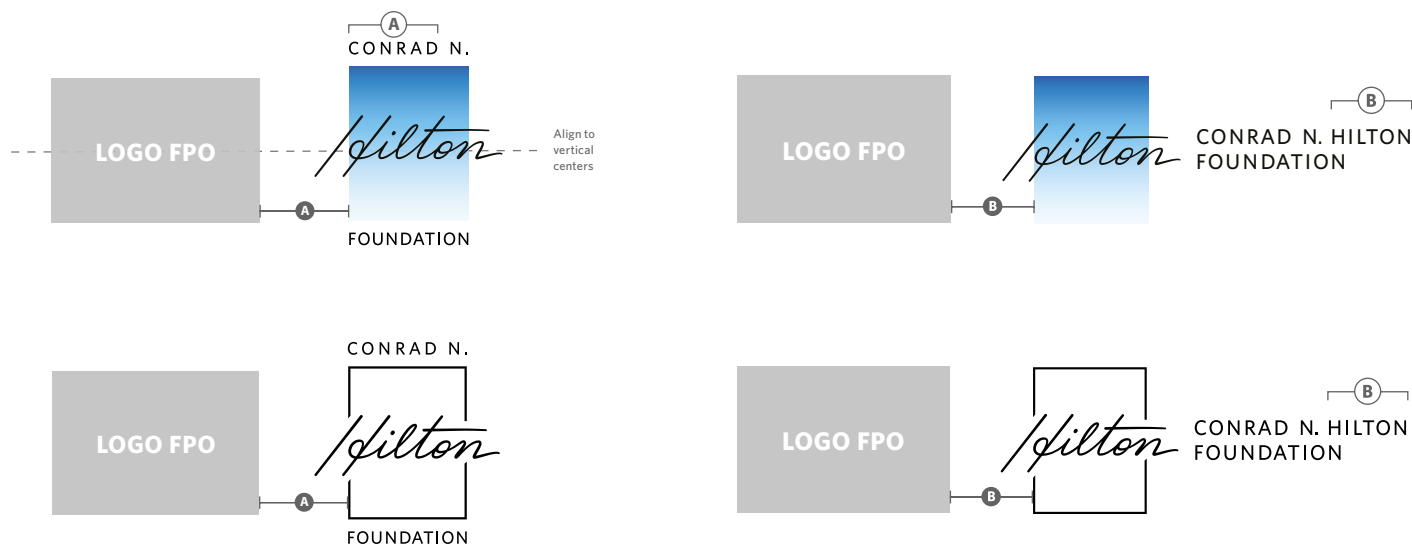 A
CONRAD N.
LOGO FPO
Hilton
Align to
vertical
centers
A
FOUNDATION
B
LOGO FPO
Hilton
CONRAD N. HILTON
FOUNDATION
B
CONRAD N.
LOGO FPO
Hilton
A
FOUNDATION
B
LOGO FPO
Hilton
CONRAD N. HILTON
FOUNDATION
B